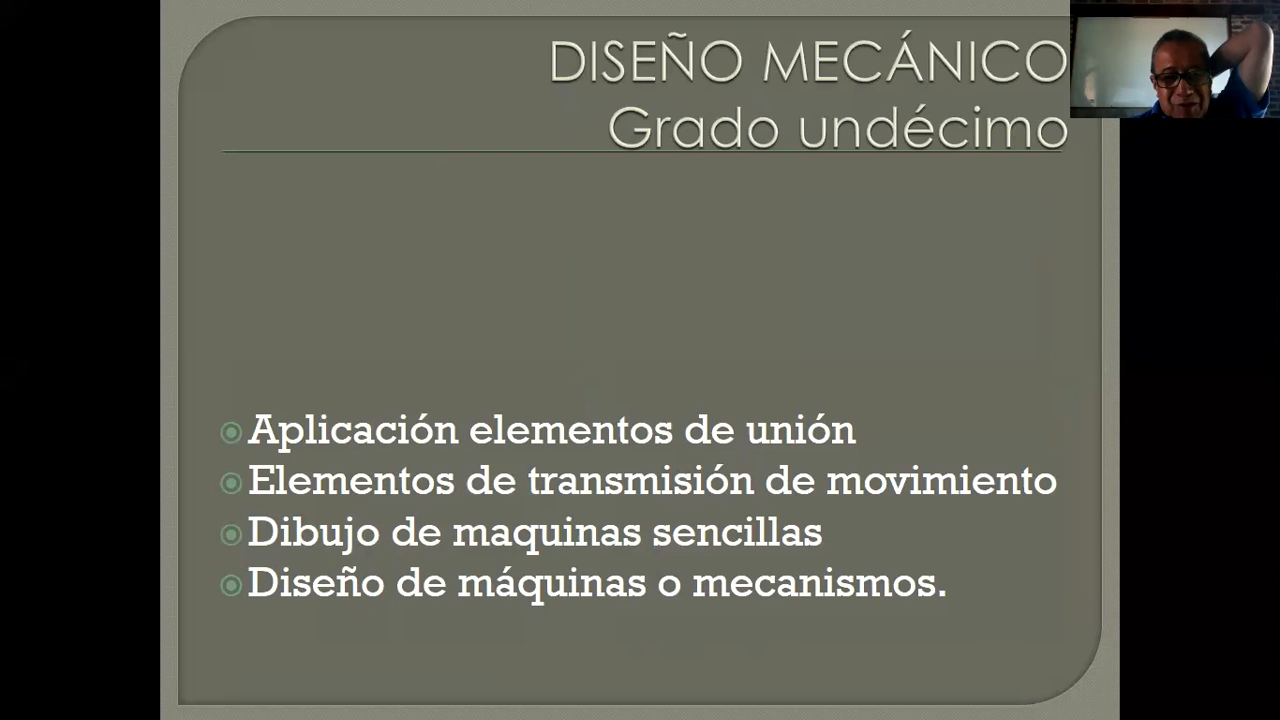 DISEÑO MECÁNICO
Grado undécimo
Aplicación elementos de unión
Elementos de transmisión de movimiento
Dibujo de maquinas sencillas
Diseño de máquinas o mecanismos.